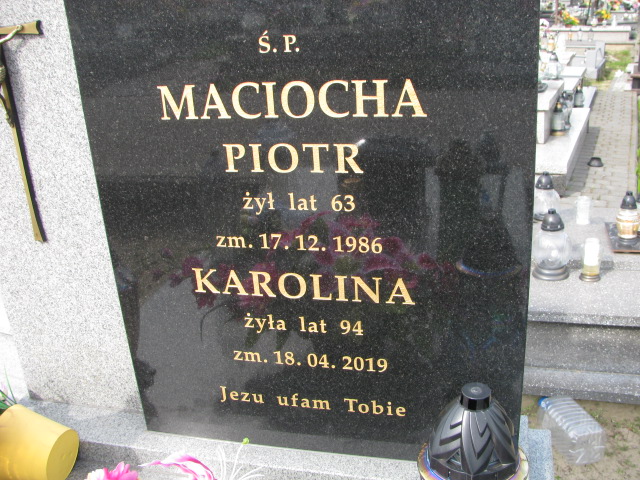 Ś. P.
MACIOCHA
PIOTR
żył lat 63
zm. 17. 12. 1986
KAROLINA
żyła lat 94
zm. 18. 04. 2019
Jezu ufam Tobie